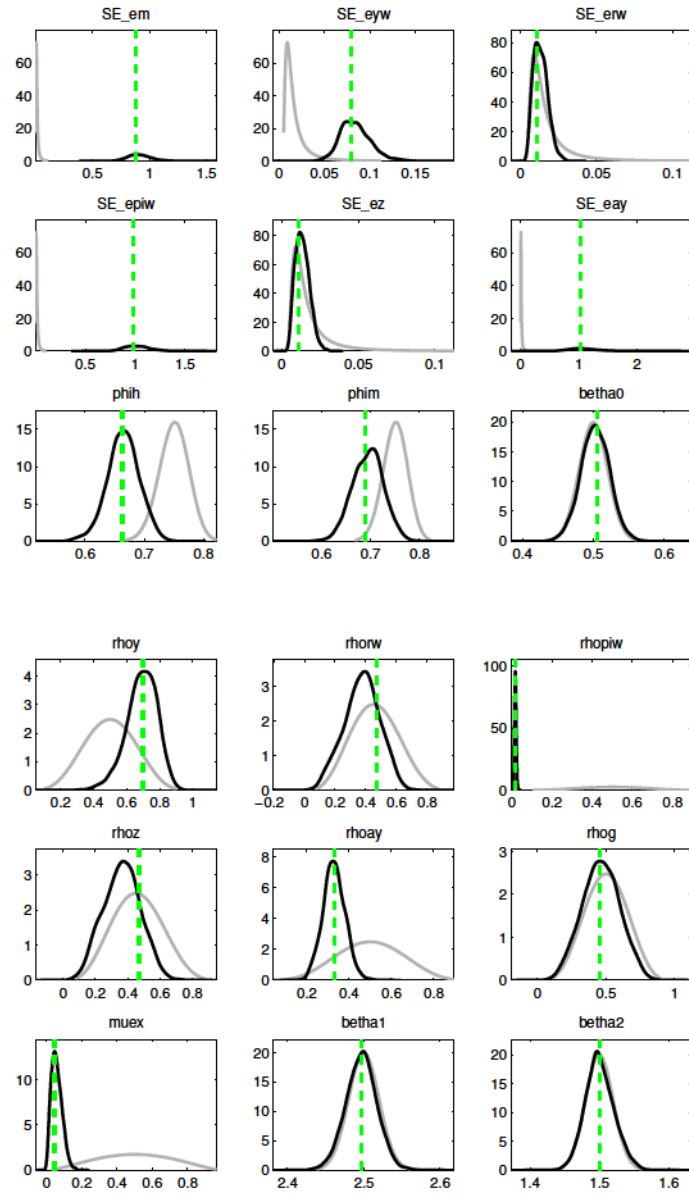 SE_em SE_eyw SE_erw
60 60 80
40 40 60
20 20 40
0 0 20
0
0.5 1 1.5 0 0.05 0.1 0.15 0 0.05 0.1
SE_epiw SE_ez SE_eay
60 80 60
40 60 40
20 40 20
0 20 0
0
0.5 1 1.5 0 0.05 0.1 0 1 2
phih phim betha0
15 15 20
10 10 15
5 5 10
0 0 5
0
0.6 0.7 0.8 0.6 0.7 0.8 0.4 0.5 0.6
rhoy rhorw rhopiw
4 3 100
3 2 50
2 1 0
1 0
0
0.2 0.4 0.6 0.8 1 −0.2 0 0.2 0.4 0.6 0.8 0 0.2 0.4 0.6 0.8
rhoz rhoay rhog
3 8 3
2 6 2
1 4 1
0 2 0
0
0 0.2 0.4 0.6 0.8 0.2 0.4 0.6 0.8 0 0.5 1
muex betha1 betha2
10 20 20
5 15 15
0 10 10
5 5
0 0
0 0.2 0.4 0.6 0.8 2.4 2.5 2.6 1.4 1.5 1.6